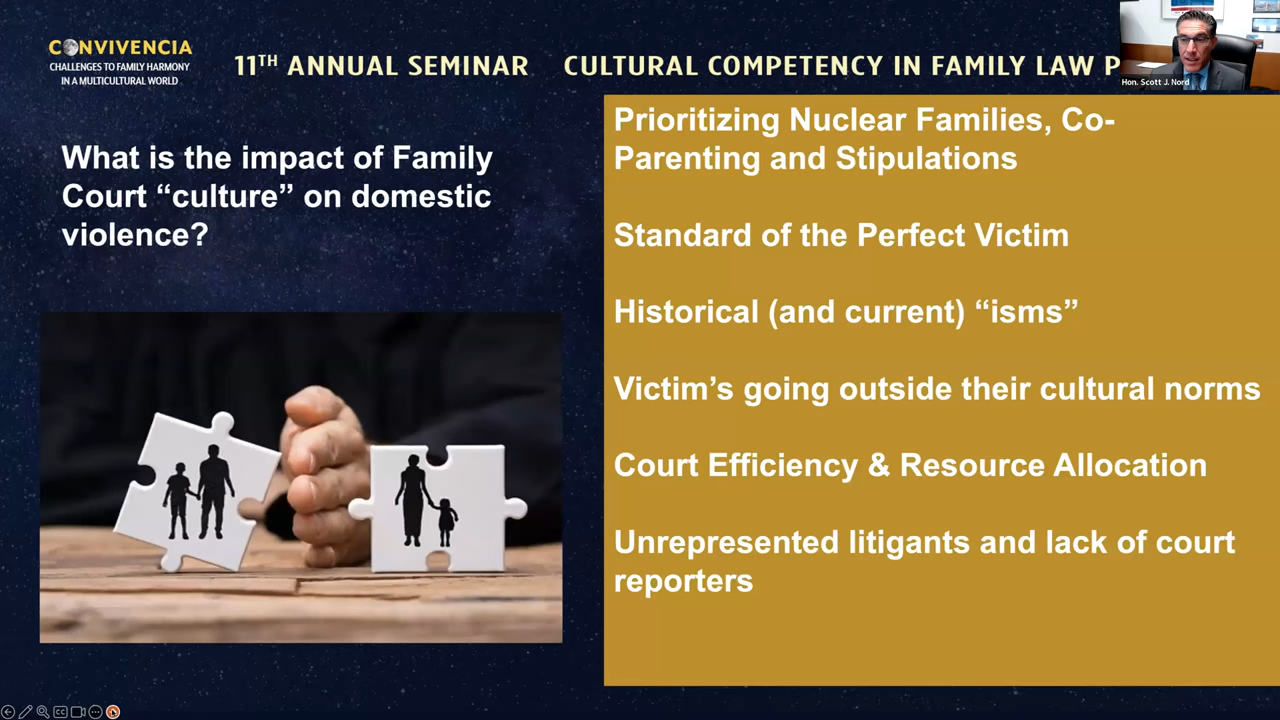 CONVIVENCIA
CHALLENGES TO FAMILY HARMONY
IN A MULTICULTURAL WORLD
11TH ANNUAL SEMINAR CULTURAL COMPETENCY IN FAMILY LAW P
Hon. Scott J. Nord
What is the impact of Family
Court “culture” on domestic
violence?
Prioritizing Nuclear Families, Co-
Parenting and Stipulations
Standard of the Perfect Victim
Historical (and current) “isms”
Victim’s going outside their cultural norms
Court Efficiency & Resource Allocation
Unrepresented litigants and lack of court
reporters
CC